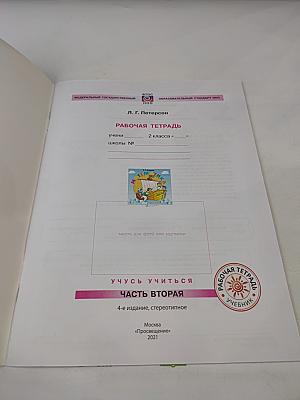 ФЕДЕРАЛЬНЫЙ ГОСУДАРСТВЕННЫЙ ОБРАЗОВАТЕЛЬНЫЙ СТАНДАРТ
Л. Г. Петерсон
РАБОЧАЯ ТЕТРАДЬ
учени 2 класса « »
школы №
место для фото или картинки
УЧУСЬ УЧИТЬСЯ
ЧАСТЬ ВТОРАЯ
4-е издание, стереотипное
РАБОЧАЯ ТЕТРАДЬ
УЧЕБНИК
Москва
«Просвещение»
2021